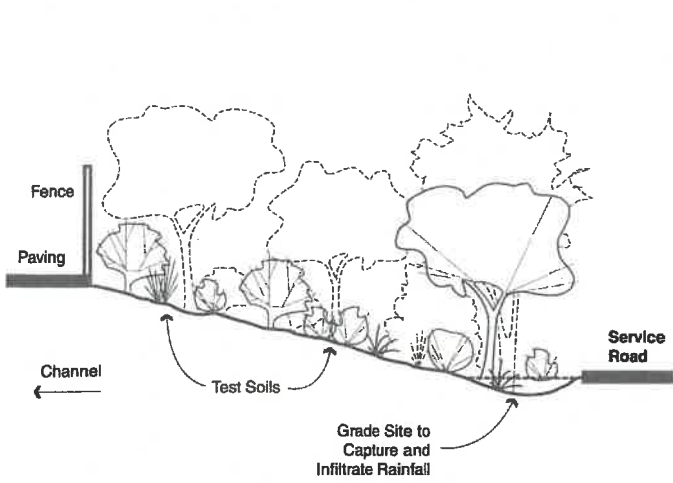 Fence
Paving
Service
Road
Channel
Test Soils
Grade Site to
Capture and
Infiltrate Rainfall